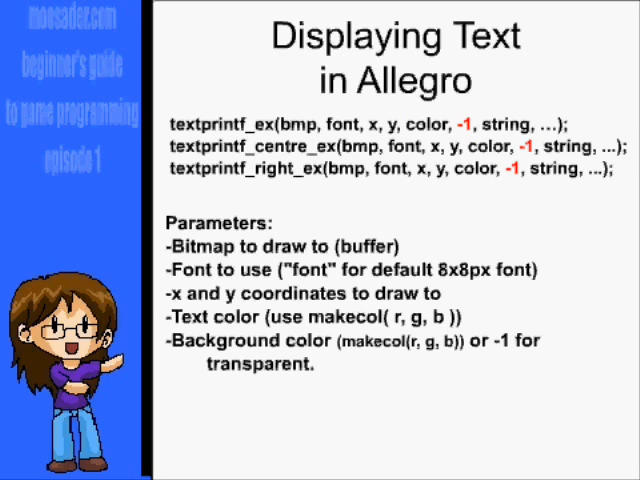 moosader.com
beginner's guide
to game programming
episode 1
Displaying Text
in Allegro
textprintf_ex(bmp, font, x, y, color, -1, string, ...);
textprintf_centre_ex(bmp, font, x, y, color, -1, string, ...);
textprintf_right_ex(bmp, font, x, y, color, -1, string, ...);
Parameters:
-Bitmap to draw to (buffer)
-Font to use ("font" for default 8x8px font)
-x and y coordinates to draw to
-Text color (use makecol( r, g, b ))
-Background color (makecol(r, g, b)) or -1 for
transparent.